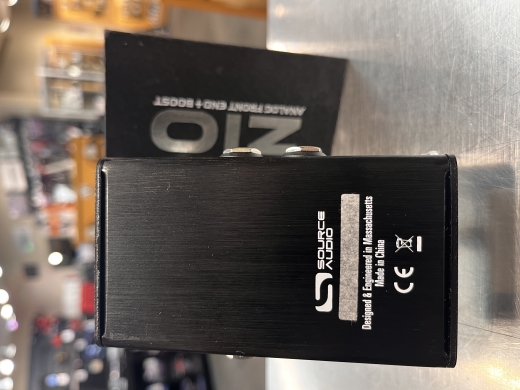 ZIO
ANALOG FRONT END + BOOST
SOURCE
AUDIO
Designed & Engineered in Massachusetts
Made in China
CE